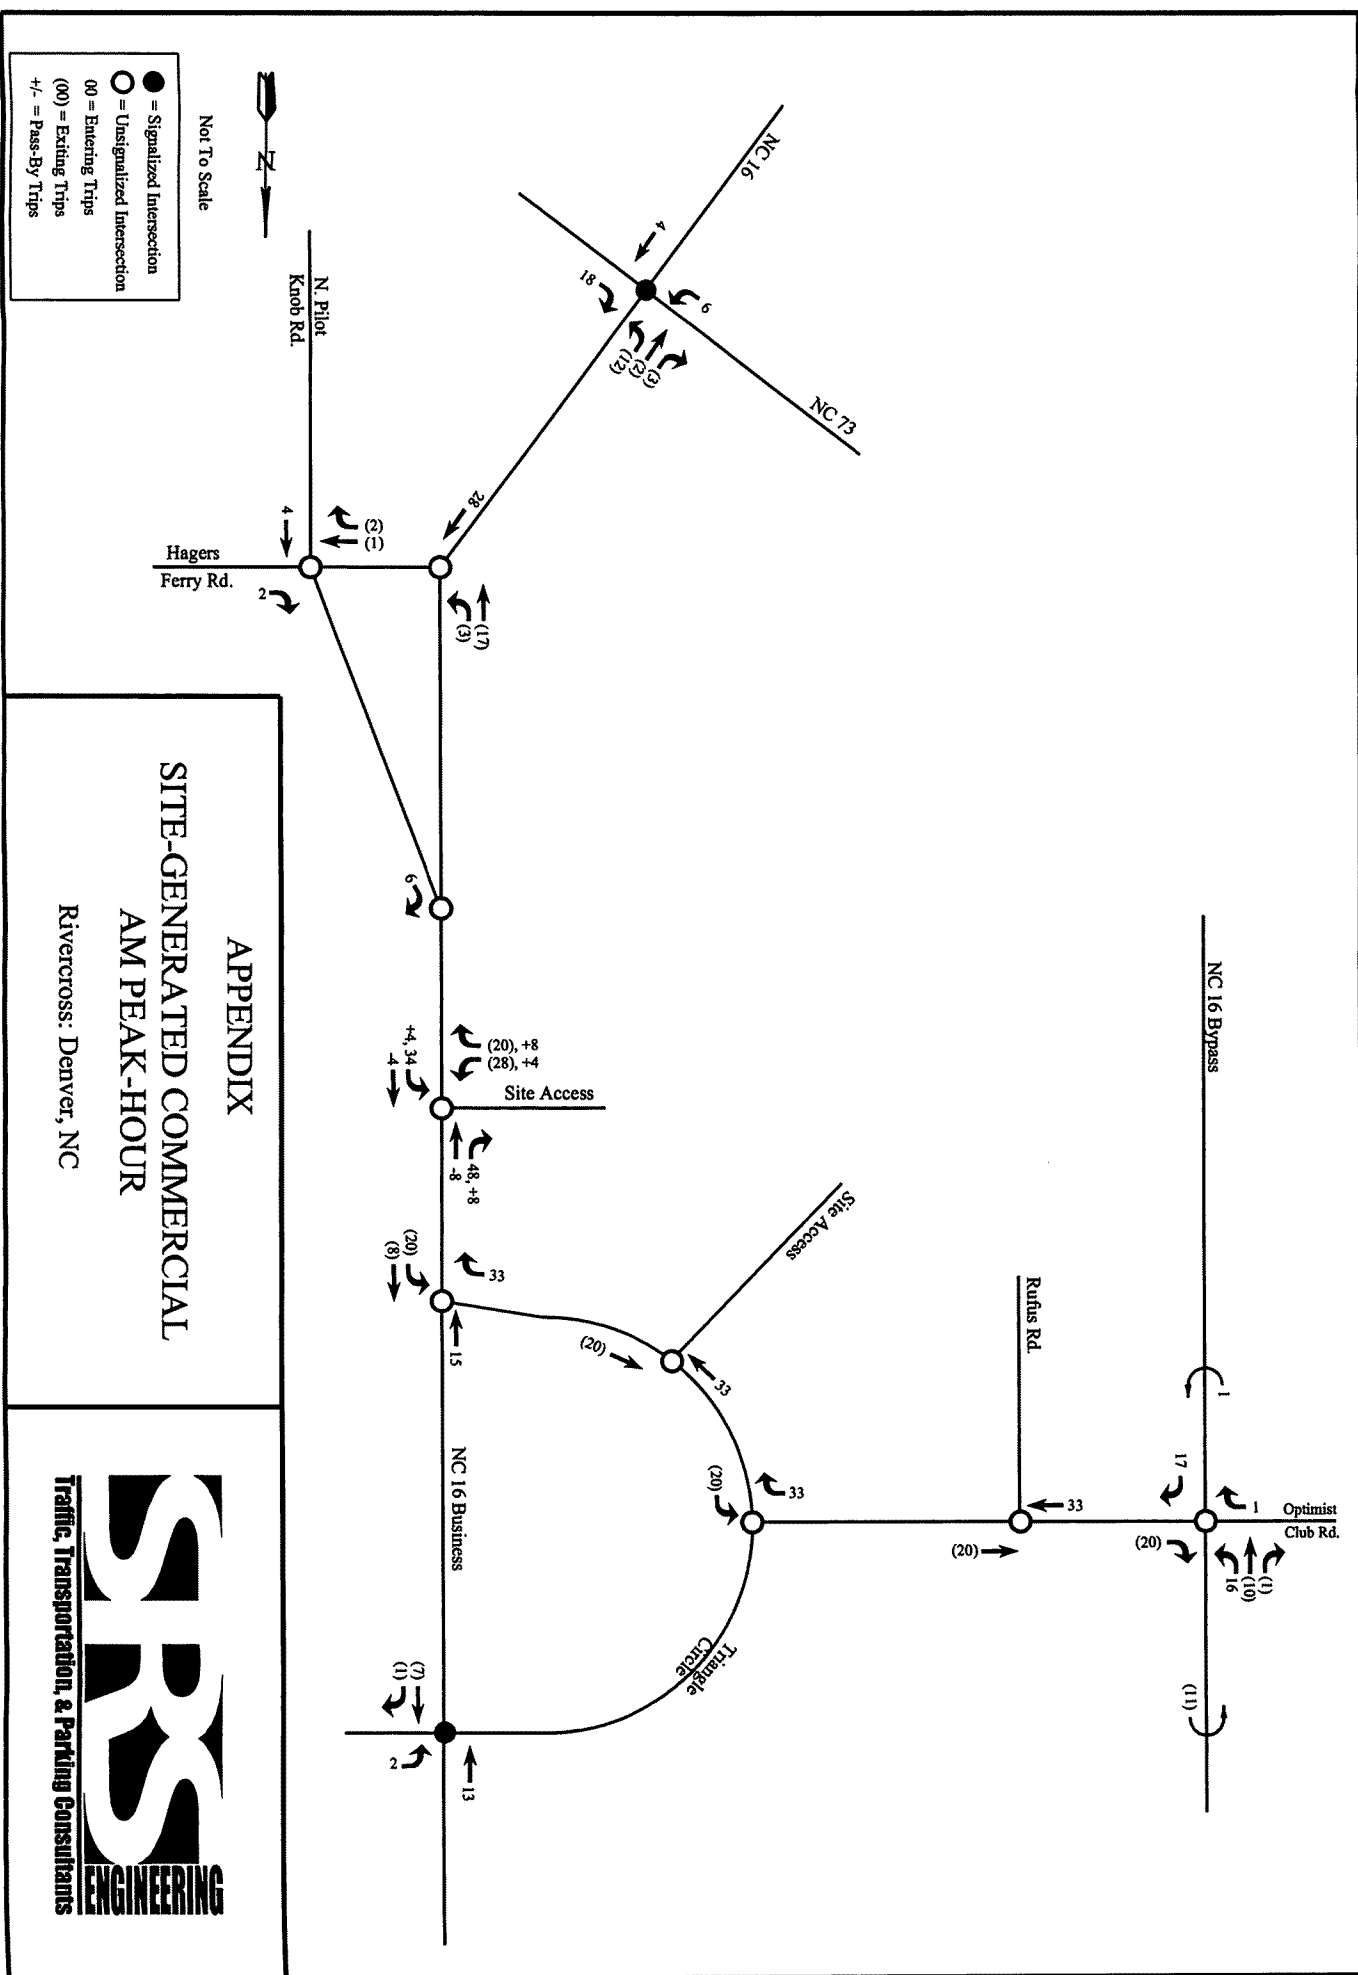 APPENDIX
SITE-GENERATED COMMERCIAL
AM PEAK-HOUR
Rivercross: Denver, NC
SRS
ENGINEERING
Traffic, Transportation, & Parking Consultants
Not To Scale
N
= Signalized Intersection
= Unsignalized Intersection
00 = Entering Trips
(00) = Exiting Trips
+/- = Pass-By Trips
NC 16
NC 73
4
6
18
(3)
(2)
(12)
N. Pilot
Knob Rd.
28
(2)
(1)
4
Hagers
Ferry Rd.
2
(17)
(3)
6
(20), +8
(28), +4
+4, 34
-4
Site Access
48, +8
-8
33
(20)
(8)
15
Site Access
(20)
33
33
(20)
Rufus Rd.
33
(20)
NC 16 Bypass
1
17
1
Optimist
Club Rd.
(20)
(1)
(10)
16
(11)
NC 16 Business
Triangle
Circle
(7)
(1)
2
13